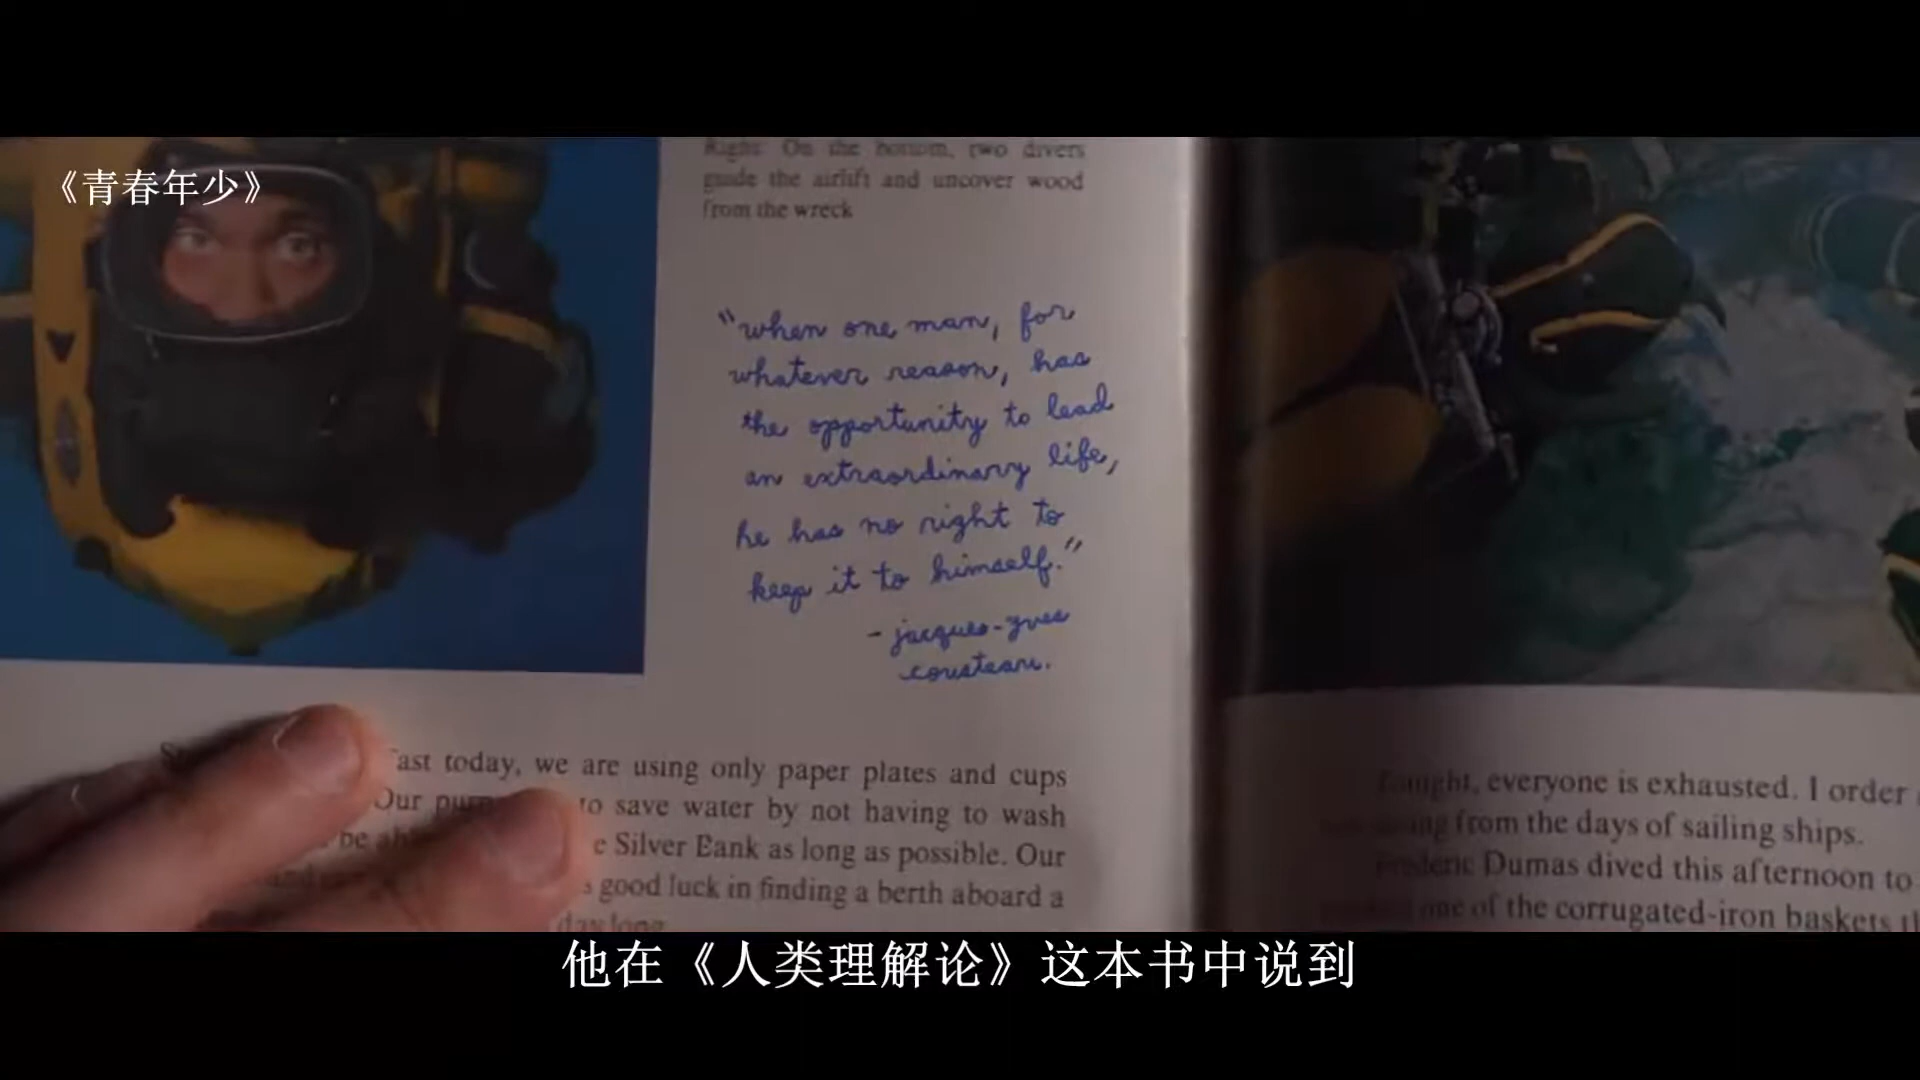 《青春年少》
Right: On the bottom, two divers
guide the airlift and uncover wood
from the wreck
"when one man, for
whatever reason, has
the opportunity to lead
an extraordinary life,
he has no right to
keep it to himself."
- jacques-yves
cousteau.
today, we are using only paper plates and cups
Our to save water by not having to wash
be Silver Bank as long as possible. Our
good luck in finding a berth aboard a
day long
everyone is exhausted. I order
from the days of sailing ships.
Frederic Dumas dived this afternoon to
one of the corrugated-iron baskets
他在《人类理解论》这本书中说到